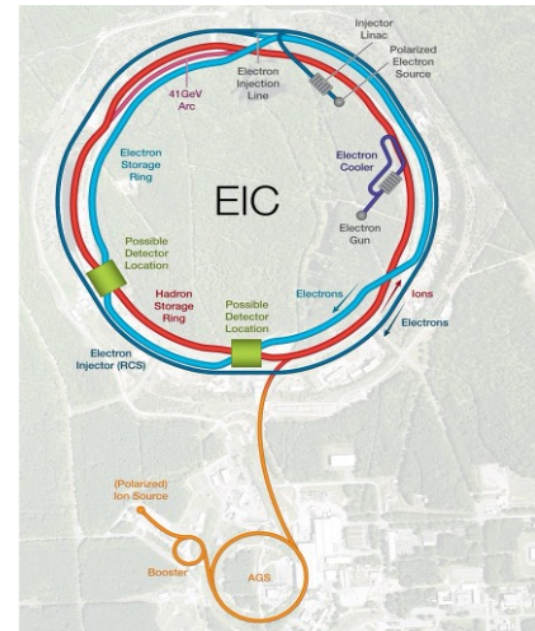 Injector
Linac
Polarized
Electron
Source
Electron
Injection
Line
41GeV
Arc
Electron
Storage
Ring
Electron
Cooler
EIC
Electron
Gun
Possible
Detector
Location
Hadron
Storage
Ring
Possible
Detector
Location
Electrons
Ions
Electrons
Electron
Injector (RCS)
(Polarized)
Ion Source
Booster
AGS